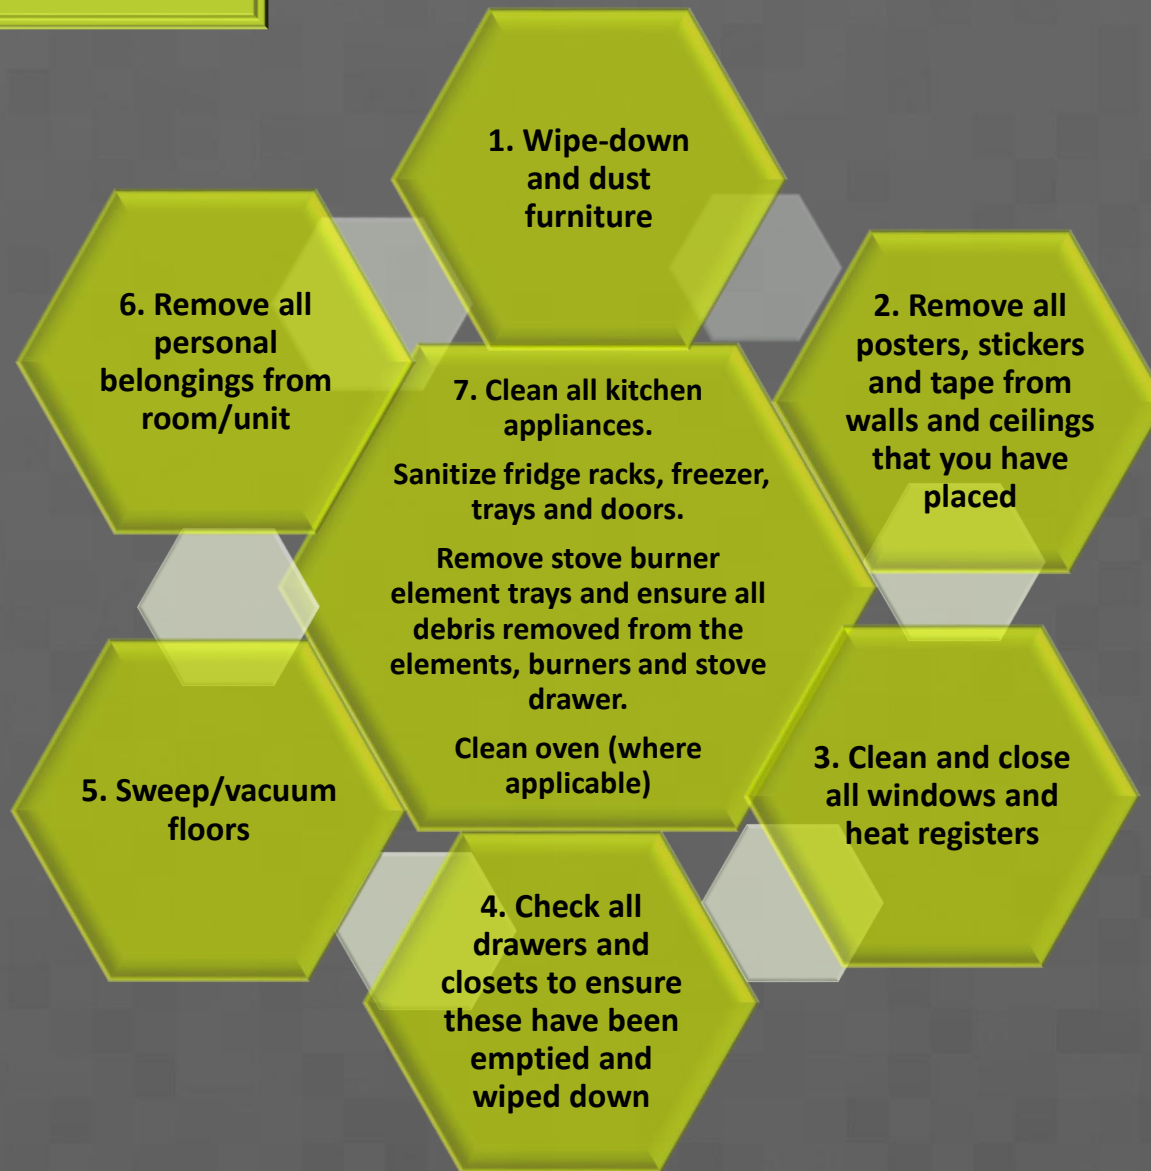 1. Wipe-down
and dust
furniture
2. Remove all
posters, stickers
and tape from
walls and ceilings
that you have
placed
3. Clean and close
all windows and
heat registers
4. Check all
drawers and
closets to ensure
these have been
emptied and
wiped down
5. Sweep/vacuum
floors
6. Remove all
personal
belongings from
room/unit
7. Clean all kitchen
appliances.
Sanitize fridge racks, freezer,
trays and doors.
Remove stove burner
element trays and ensure all
debris removed from the
elements, burners and stove
drawer.
Clean oven (where
applicable)